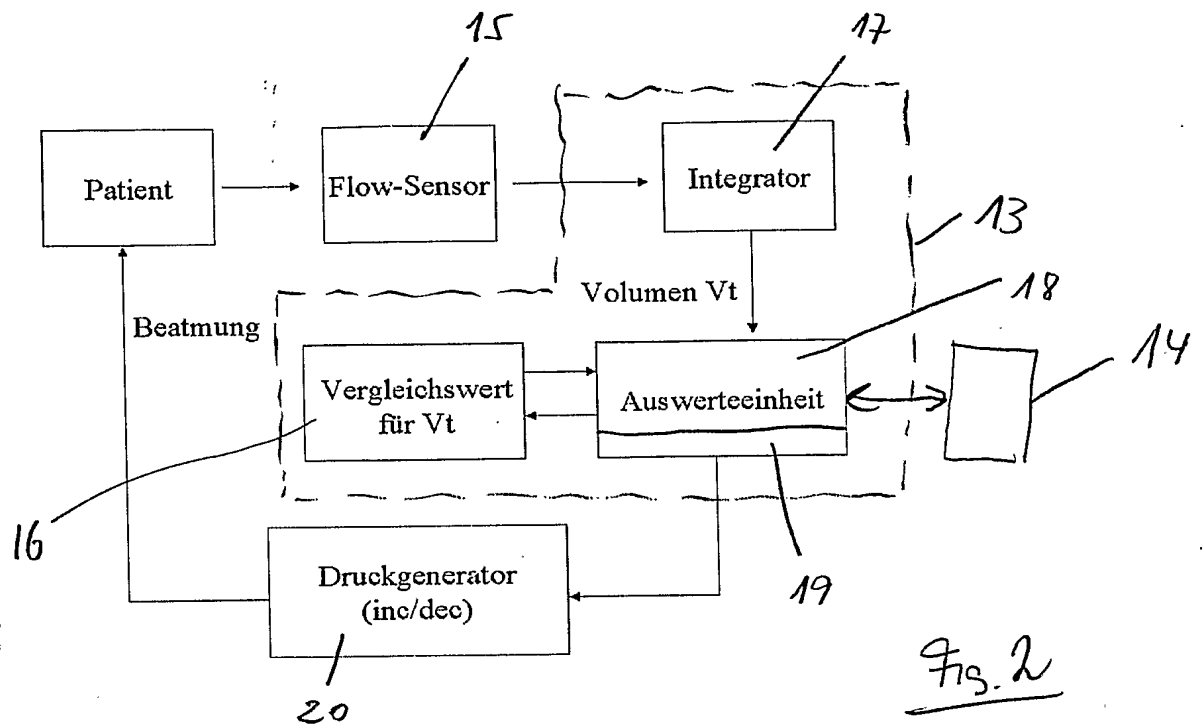 15
17
Patient
Flow-Sensor
Integrator
13
Volumen Vt
18
Beatmung
14
Vergleichswert
für Vt
Auswerteeinheit
16
19
Druckgenerator
(inc/dec)
20
Fig. 2